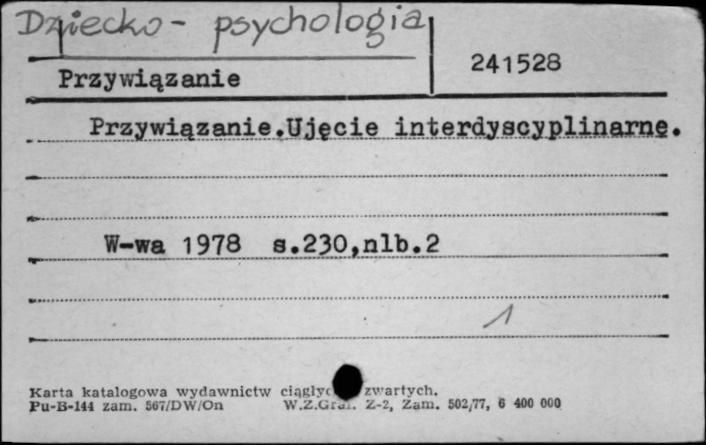 Dziecko - psychologia
241528
Przywiązanie
Przywiązanie.Ujęcie interdyscyplinarne.
W-wa 1978 s.230,nlb.2
1
Karta katalogowa wydawnictw zwartych.
Pu-B-144 zam. 567/DW/On W.Z.Graf. Z-2, Zam. 502/77, 6 400 000